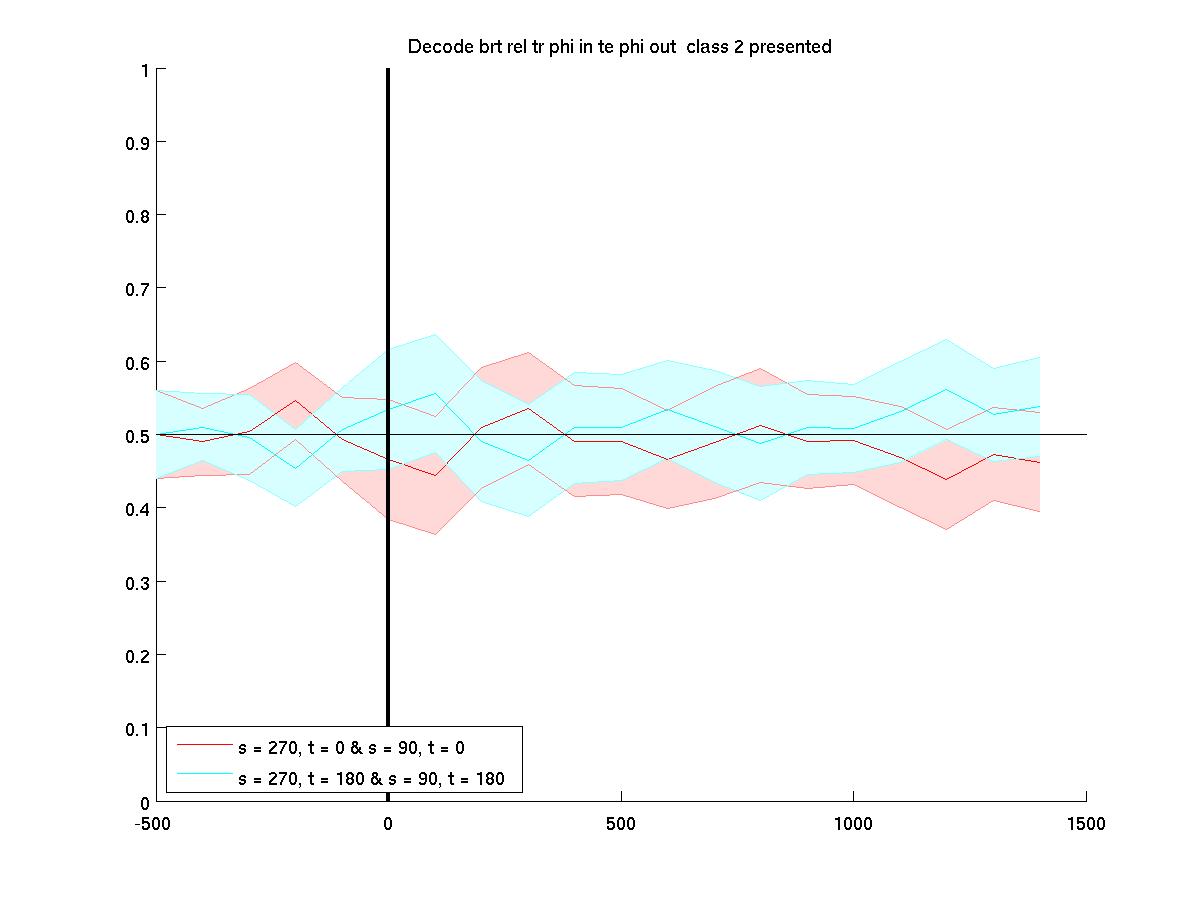 Decode brt rel tr phi in te phi out  class 2 presented
1
0.9
0.8
0.7
0.6
0.5
0.4
0.3
0.2
0.1
0
s = 270, t = 0 & s = 90, t = 0
s = 270, t = 180 & s = 90, t = 180
-500 0 500 1000 1500